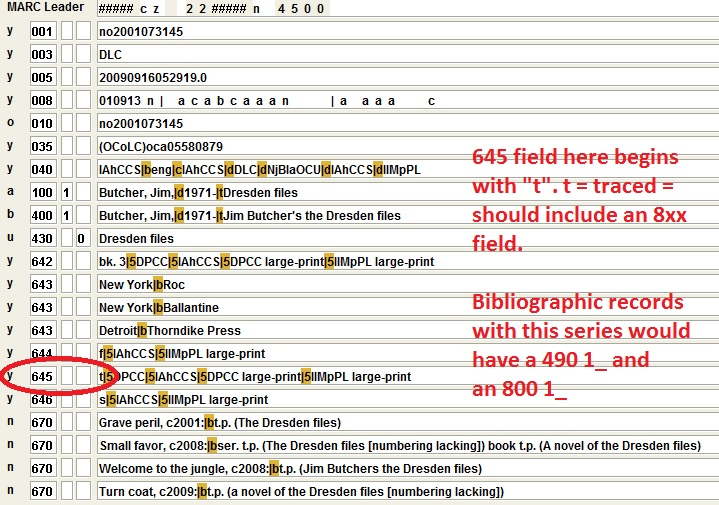 MARC Leader ##### c z 2 2 ##### n 4 5 0 0
y 001 no2001073145
y 003 DLC
y 005 20090916052919.0
y 008 010913 n | a c a b c a a a n | a a a a c
o 010 no2001073145
y 035 (OCoLC)oca05580879
y 040 IAhCCS|beng|cIAhCCS|dDLC|dNjBlaOCU|dIAhCCS|dIlMpPL
a 100 1 Butcher, Jim,|d1971-|tDresden files
b 400 1 Butcher, Jim,|d1971-|tJim Butcher's the Dresden files
u 430 0 Dresden files
y 642 bk. 3|5DPCC|5IAhCCS|5DPCC large-print|5IlMpPL large-print
y 643 New York|bRoc
y 643 New York|bBallantine
y 643 Detroit|bThorndike Press
y 644 f|5IAhCCS|5IlMpPL large-print
y 645 t|5DPCC|5IAhCCS|5DPCC large-print|5IlMpPL large-print
y 646 s|5IAhCCS|5IlMpPL large-print
n 670 Grave peril, c2001:|bt.p. (The Dresden files)
n 670 Small favor, c2008:|bser. t.p. (The Dresden files [numbering lacking]) book t.p. (A novel of the Dresden files)
n 670 Welcome to the jungle, c2008:|bt.p. (Jim Butchers the Dresden files)
n 670 Turn coat, c2009:|bt.p. (a novel of the Dresden files [numbering lacking])
645 field here begins
with "t". t = traced =
should include an 8xx
field.
Bibliographic records
with this series would
have a 490 1_ and
an 800 1_